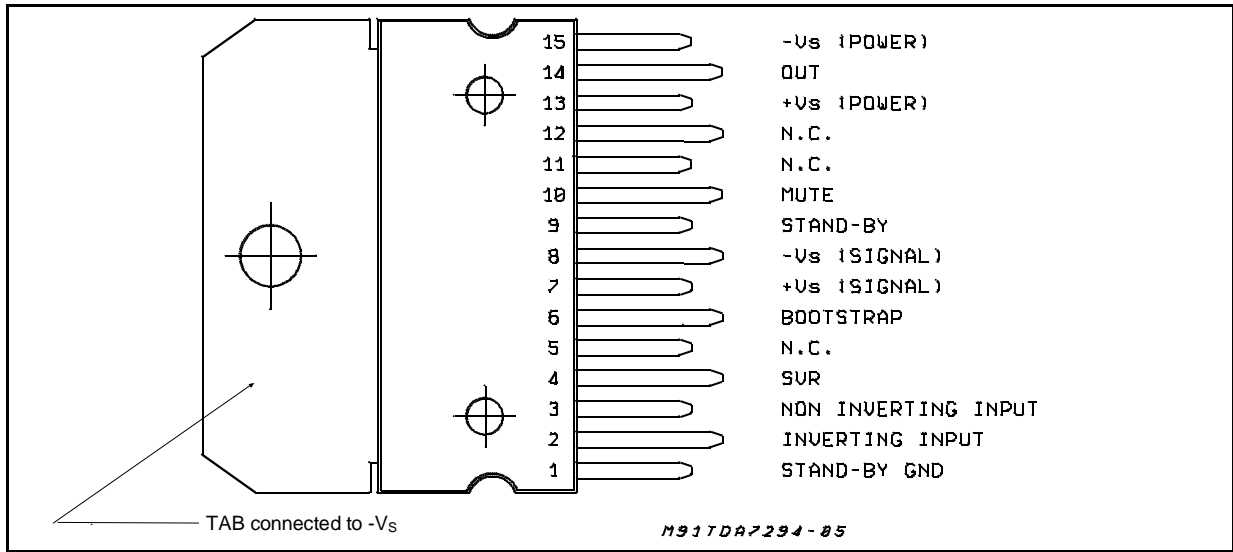 15 -Vs (POWER)
14 OUT
13 +Vs (POWER)
12 N.C.
11 N.C.
10 MUTE
9 STAND-BY
8 -Vs (SIGNAL)
7 +Vs (SIGNAL)
6 BOOTSTRAP
5 N.C.
4 SVR
3 NON INVERTING INPUT
2 INVERTING INPUT
1 STAND-BY GND
TAB connected to -VS
M91TDA7294-05